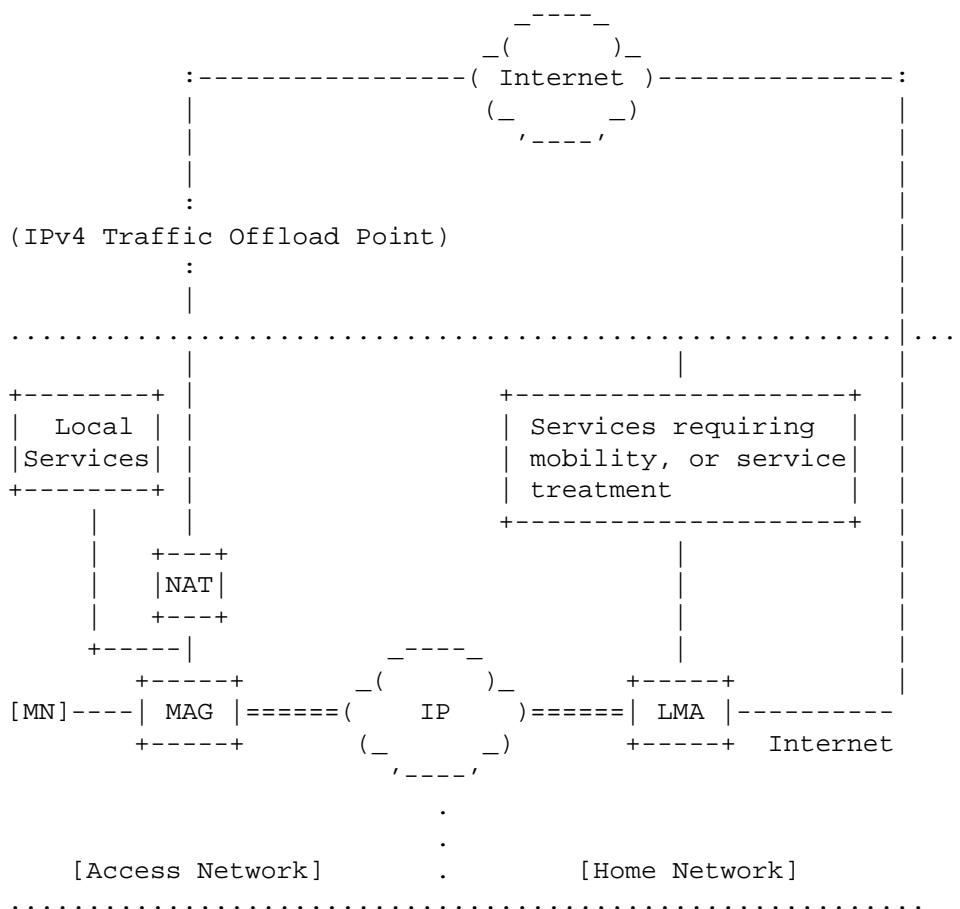 Internet
(IPv4 Traffic Offload Point)
Local
Services
Services requiring
mobility, or service
treatment
NAT
[MN]
MAG
IP
LMA
Internet
[Access Network]
[Home Network]